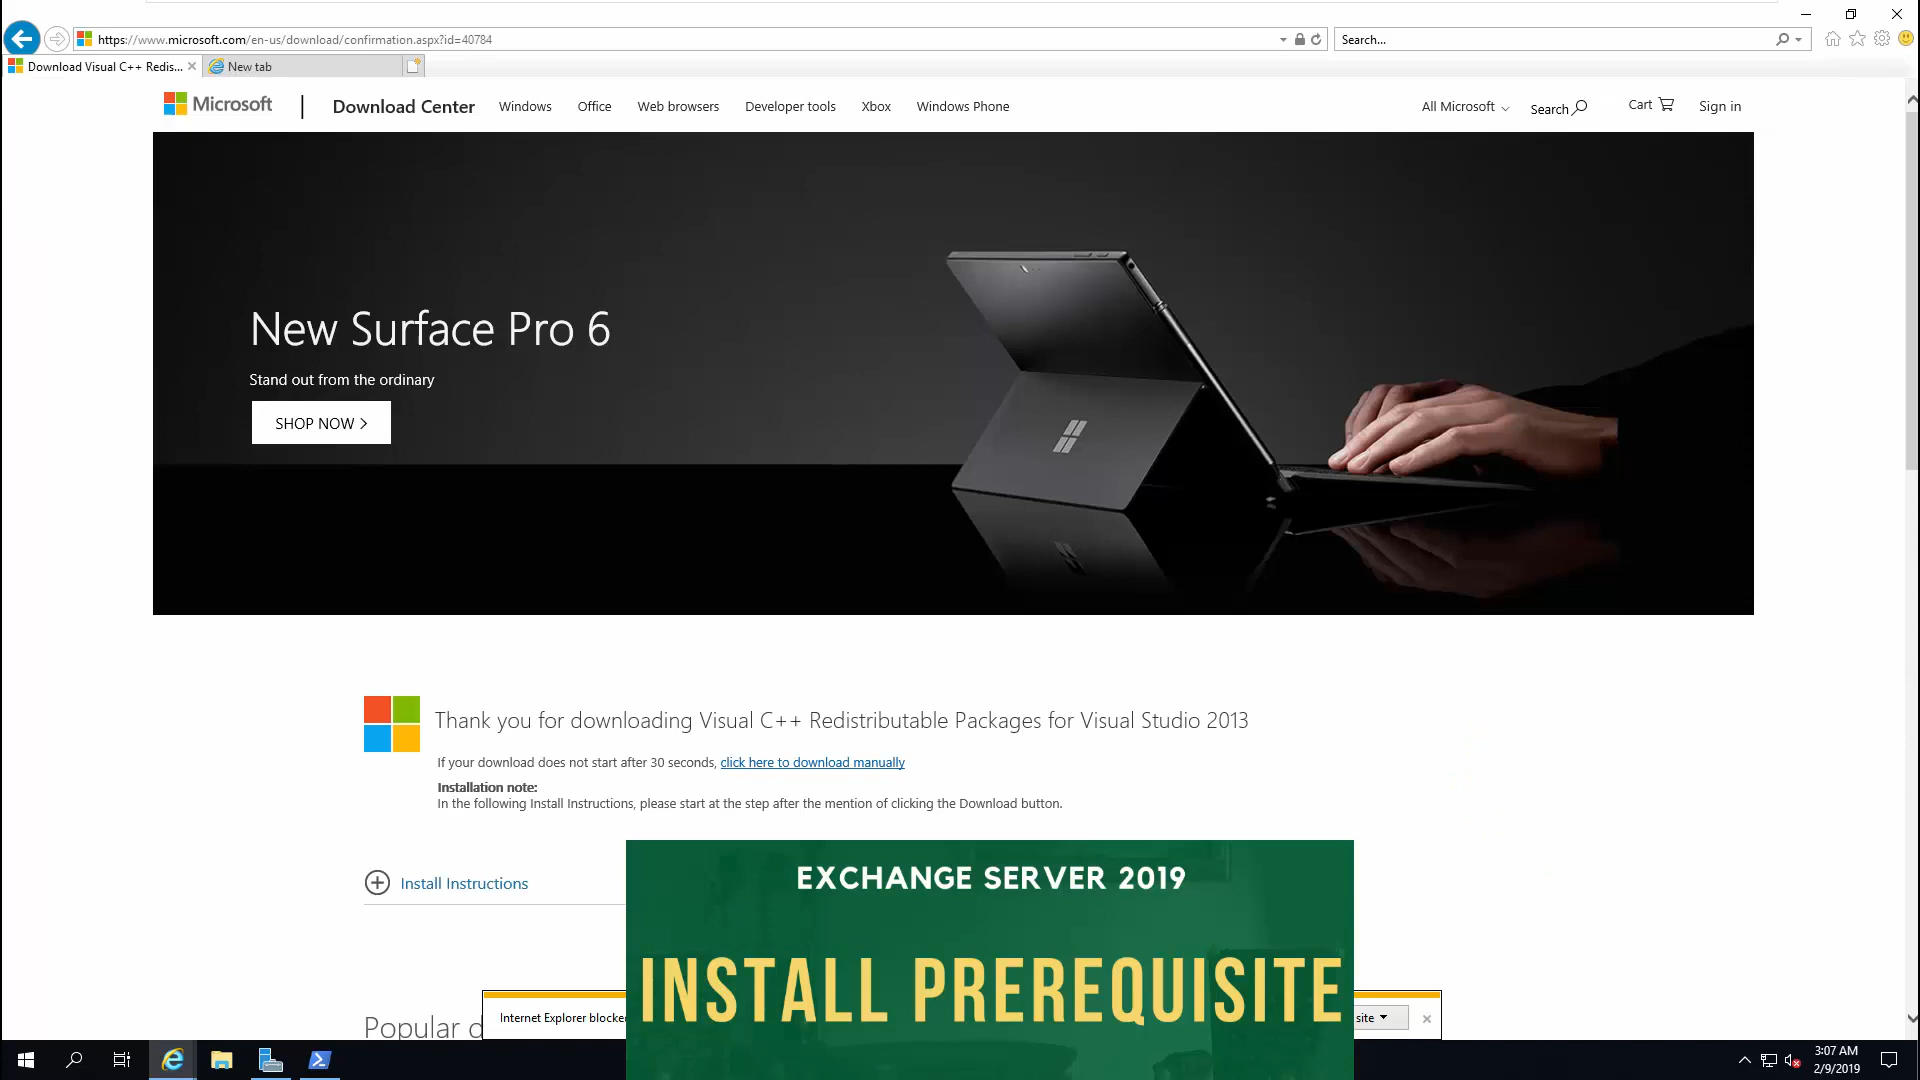 https://www.microsoft.com/en-us/download/confirmation.aspx?id=40784
Search...
Download Visual C++ Redis...
New tab
Microsoft
Download Center
Windows
Office
Web browsers
Developer tools
Xbox
Windows Phone
All Microsoft
Search
Cart
Sign in
New Surface Pro 6
Stand out from the ordinary
SHOP NOW >
Thank you for downloading Visual C++ Redistributable Packages for Visual Studio 2013
If your download does not start after 30 seconds, click here to download manually
Installation note:
In the following Install Instructions, please start at the step after the mention of clicking the Download button.
Install Instructions
EXCHANGE SERVER 2019
INSTALL PREREQUISITE
Popular
Internet Explorer
site
3:07 AM
2/9/2019